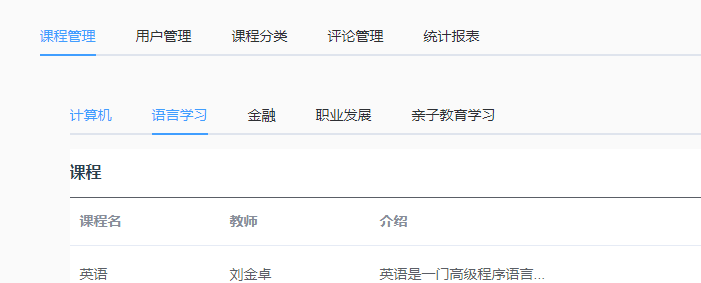 课程管理 用户管理 课程分类 评论管理 统计报表
计算机 语言学习 金融 职业发展 亲子教育学习
课程
课程名 教师 介绍
英语 刘金卓 英语是一门高级程序语言...